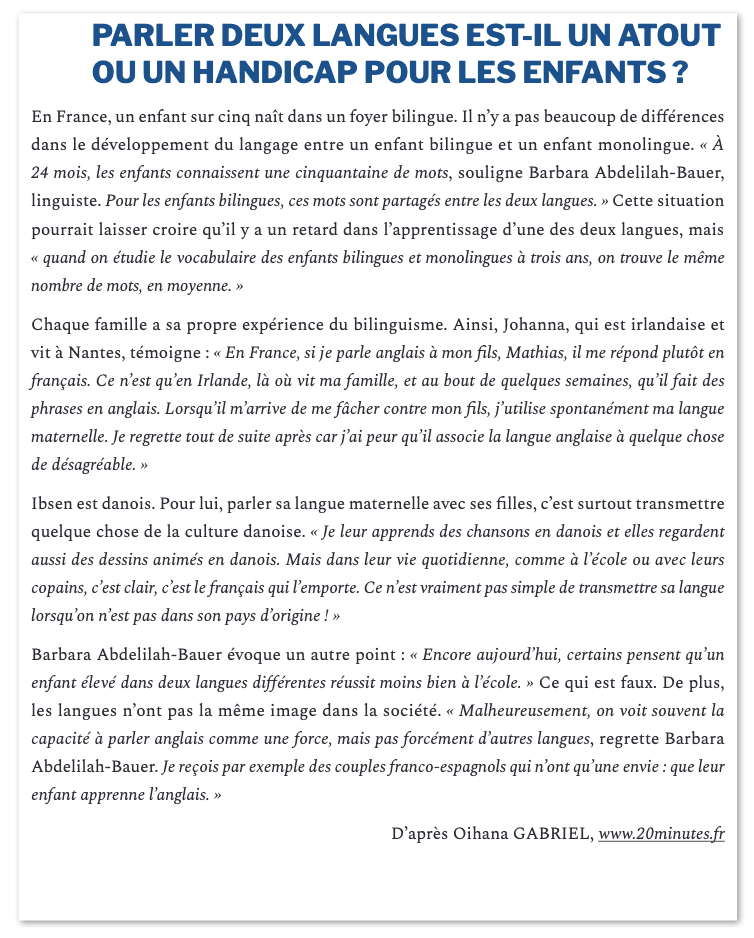 PARLER DEUX LANGUES EST-IL UN ATOUT
OU UN HANDICAP POUR LES ENFANTS ?
En France, un enfant sur cinq naît dans un foyer bilingue. Il n’y a pas beaucoup de différences
dans le développement du langage entre un enfant bilingue et un enfant monolingue. « À
24 mois, les enfants connaissent une cinquantaine de mots, souligne Barbara Abdelilah-Bauer,
linguiste. Pour les enfants bilingues, ces mots sont partagés entre les deux langues. » Cette situation
pourrait laisser croire qu’il y a un retard dans l’apprentissage d’une des deux langues, mais
« quand on étudie le vocabulaire des enfants bilingues et monolingues à trois ans, on trouve le même
nombre de mots, en moyenne. »
Chaque famille a sa propre expérience du bilinguisme. Ainsi, Johanna, qui est irlandaise et
vit à Nantes, témoigne : « En France, si je parle anglais à mon fils, Mathias, il me répond plutôt en
français. Ce n’est qu’en Irlande, là où vit ma famille, et au bout de quelques semaines, qu’il fait des
phrases en anglais. Lorsqu’il m’arrive de me fâcher contre mon fils, j’utilise spontanément ma langue
maternelle. Je regrette tout de suite après car j’ai peur qu’il associe la langue anglaise à quelque chose
de désagréable. »
Ibsen est danois. Pour lui, parler sa langue maternelle avec ses filles, c’est surtout transmettre
quelque chose de la culture danoise. « Je leur apprends des chansons en danois et elles regardent
aussi des dessins animés en danois. Mais dans leur vie quotidienne, comme à l’école ou avec leurs
copains, c’est clair, c’est le français qui l’emporte. Ce n’est vraiment pas simple de transmettre sa langue
lorsqu’on n’est pas dans son pays d’origine ! »
Barbara Abdelilah-Bauer évoque un autre point : « Encore aujourd’hui, certains pensent qu’un
enfant élevé dans deux langues différentes réussit moins bien à l’école. » Ce qui est faux. De plus,
les langues n’ont pas la même image dans la société. « Malheureusement, on voit souvent la
capacité à parler anglais comme une force, mais pas forcément d’autres langues, regrette Barbara
Abdelilah-Bauer. Je reçois par exemple des couples franco-espagnols qui n’ont qu’une envie : que leur
enfant apprenne l’anglais. »
D’après Oihana GABRIEL, www.20minutes.fr